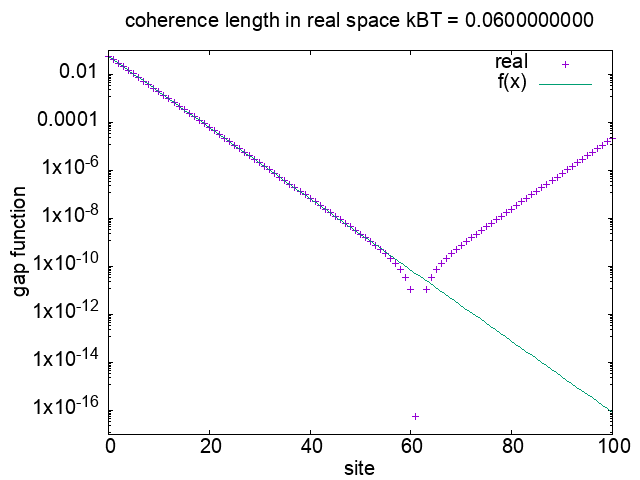 coherence length in real space kBT = 0.0600000000
real
f(x)
0.01
0.0001
1x10-6
1x10-8
1x10-10
1x10-12
1x10-14
1x10-16
gap function
0 20 40 60 80 100
site